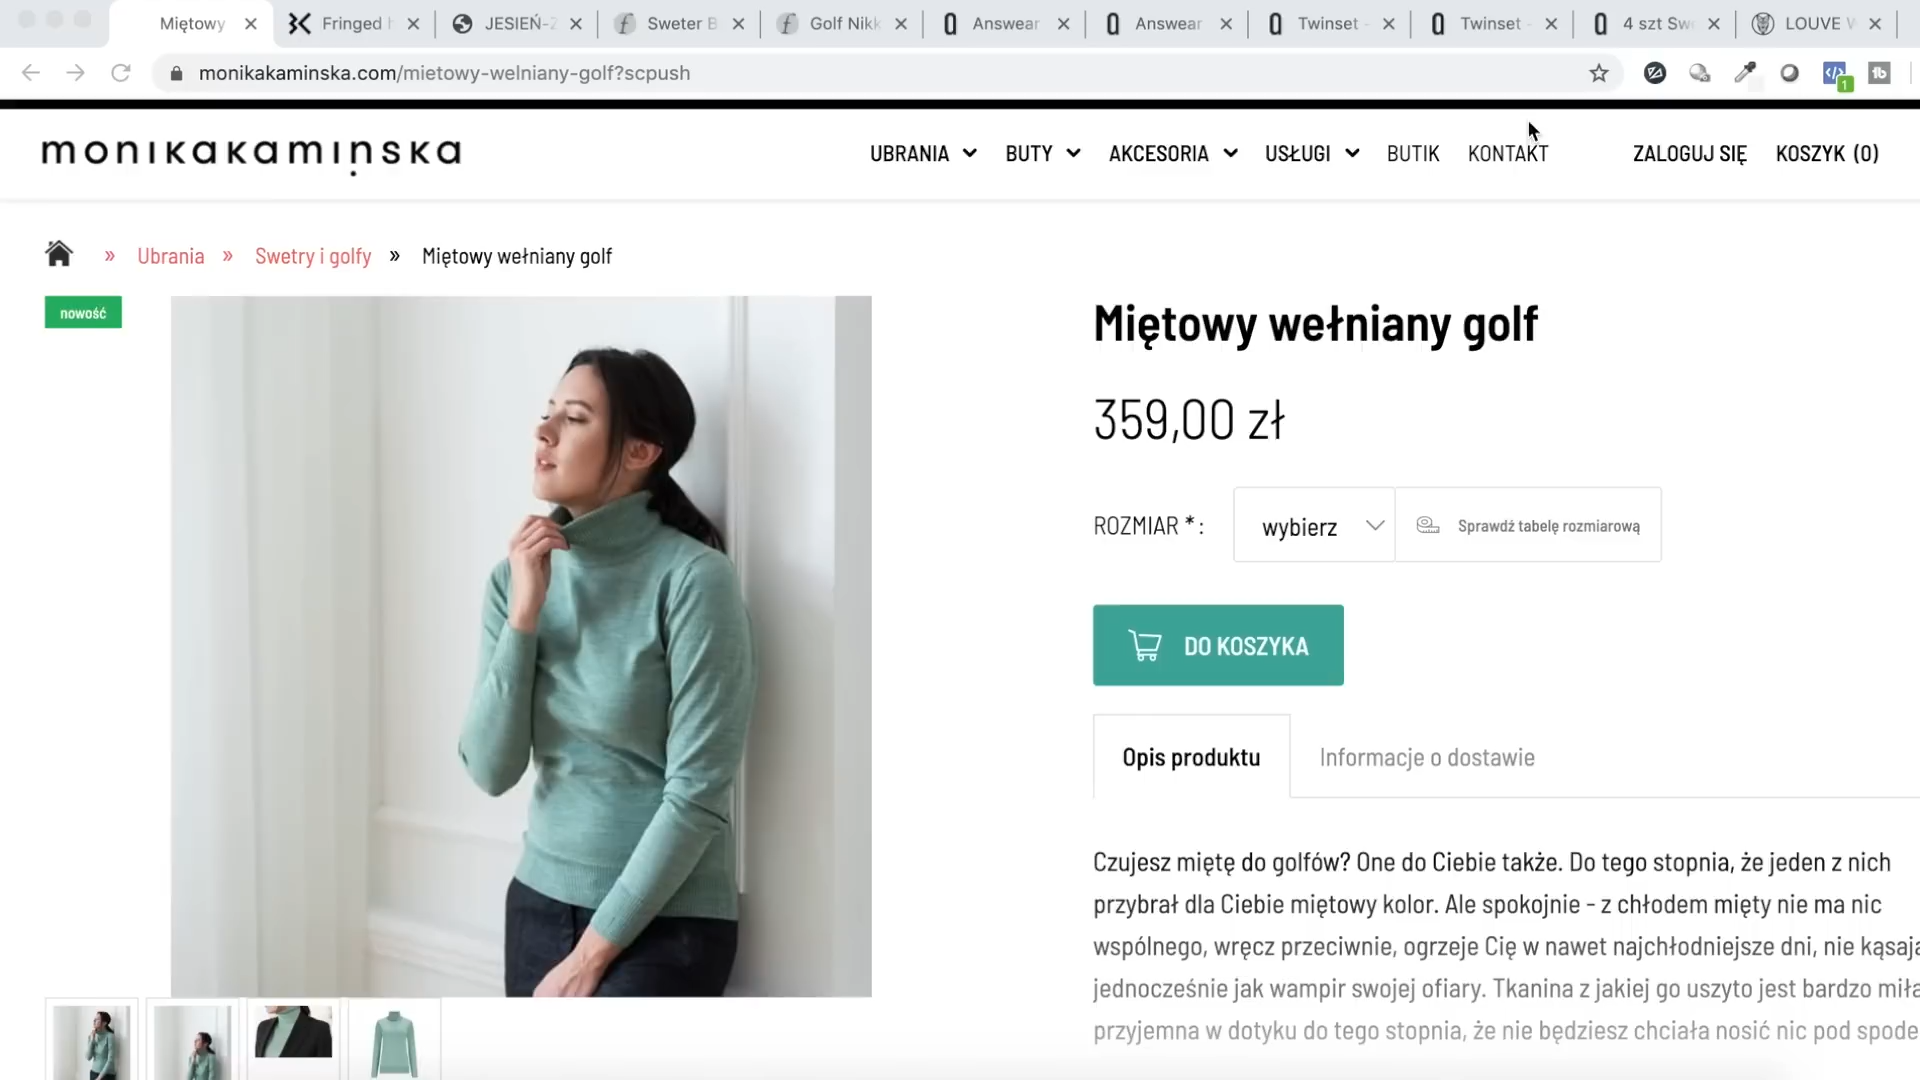 Miętowy
Fringed h
JESIEŃ-Z
Sweter B
Golf Nikk
Answear
Answear
Twinset -
Twinset -
4 szt Swe
LOUVE W
monikakaminska.com/mietowy-welniany-golf?scpush
1
tb
monikakamińska
UBRANIA
BUTY
AKCESORIA
USŁUGI
BUTIK
KONTAKT
ZALOGUJ SIĘ
KOSZYK (0)
» Ubrania » Swetry i golfy » Miętowy wełniany golf
nowość
Miętowy wełniany golf
359,00 zł
ROZMIAR * :
wybierz
Sprawdź tabelę rozmiarową
DO KOSZYKA
Opis produktu
Informacje o dostawie
Czujesz miętę do golfów? One do Ciebie także. Do tego stopnia, że jeden z nich
przybrał dla Ciebie miętowy kolor. Ale spokojnie - z chłodem mięty nie ma nic
wspólnego, wręcz przeciwnie, ogrzeje Cię w nawet najchłodniejsze dni, nie kąsają
jednocześnie jak wampir swojej ofiary. Tkanina z jakiej go uszyto jest bardzo miła
przyjemna w dotyku do tego stopnia, że nie będziesz chciała nosić nic pod spode